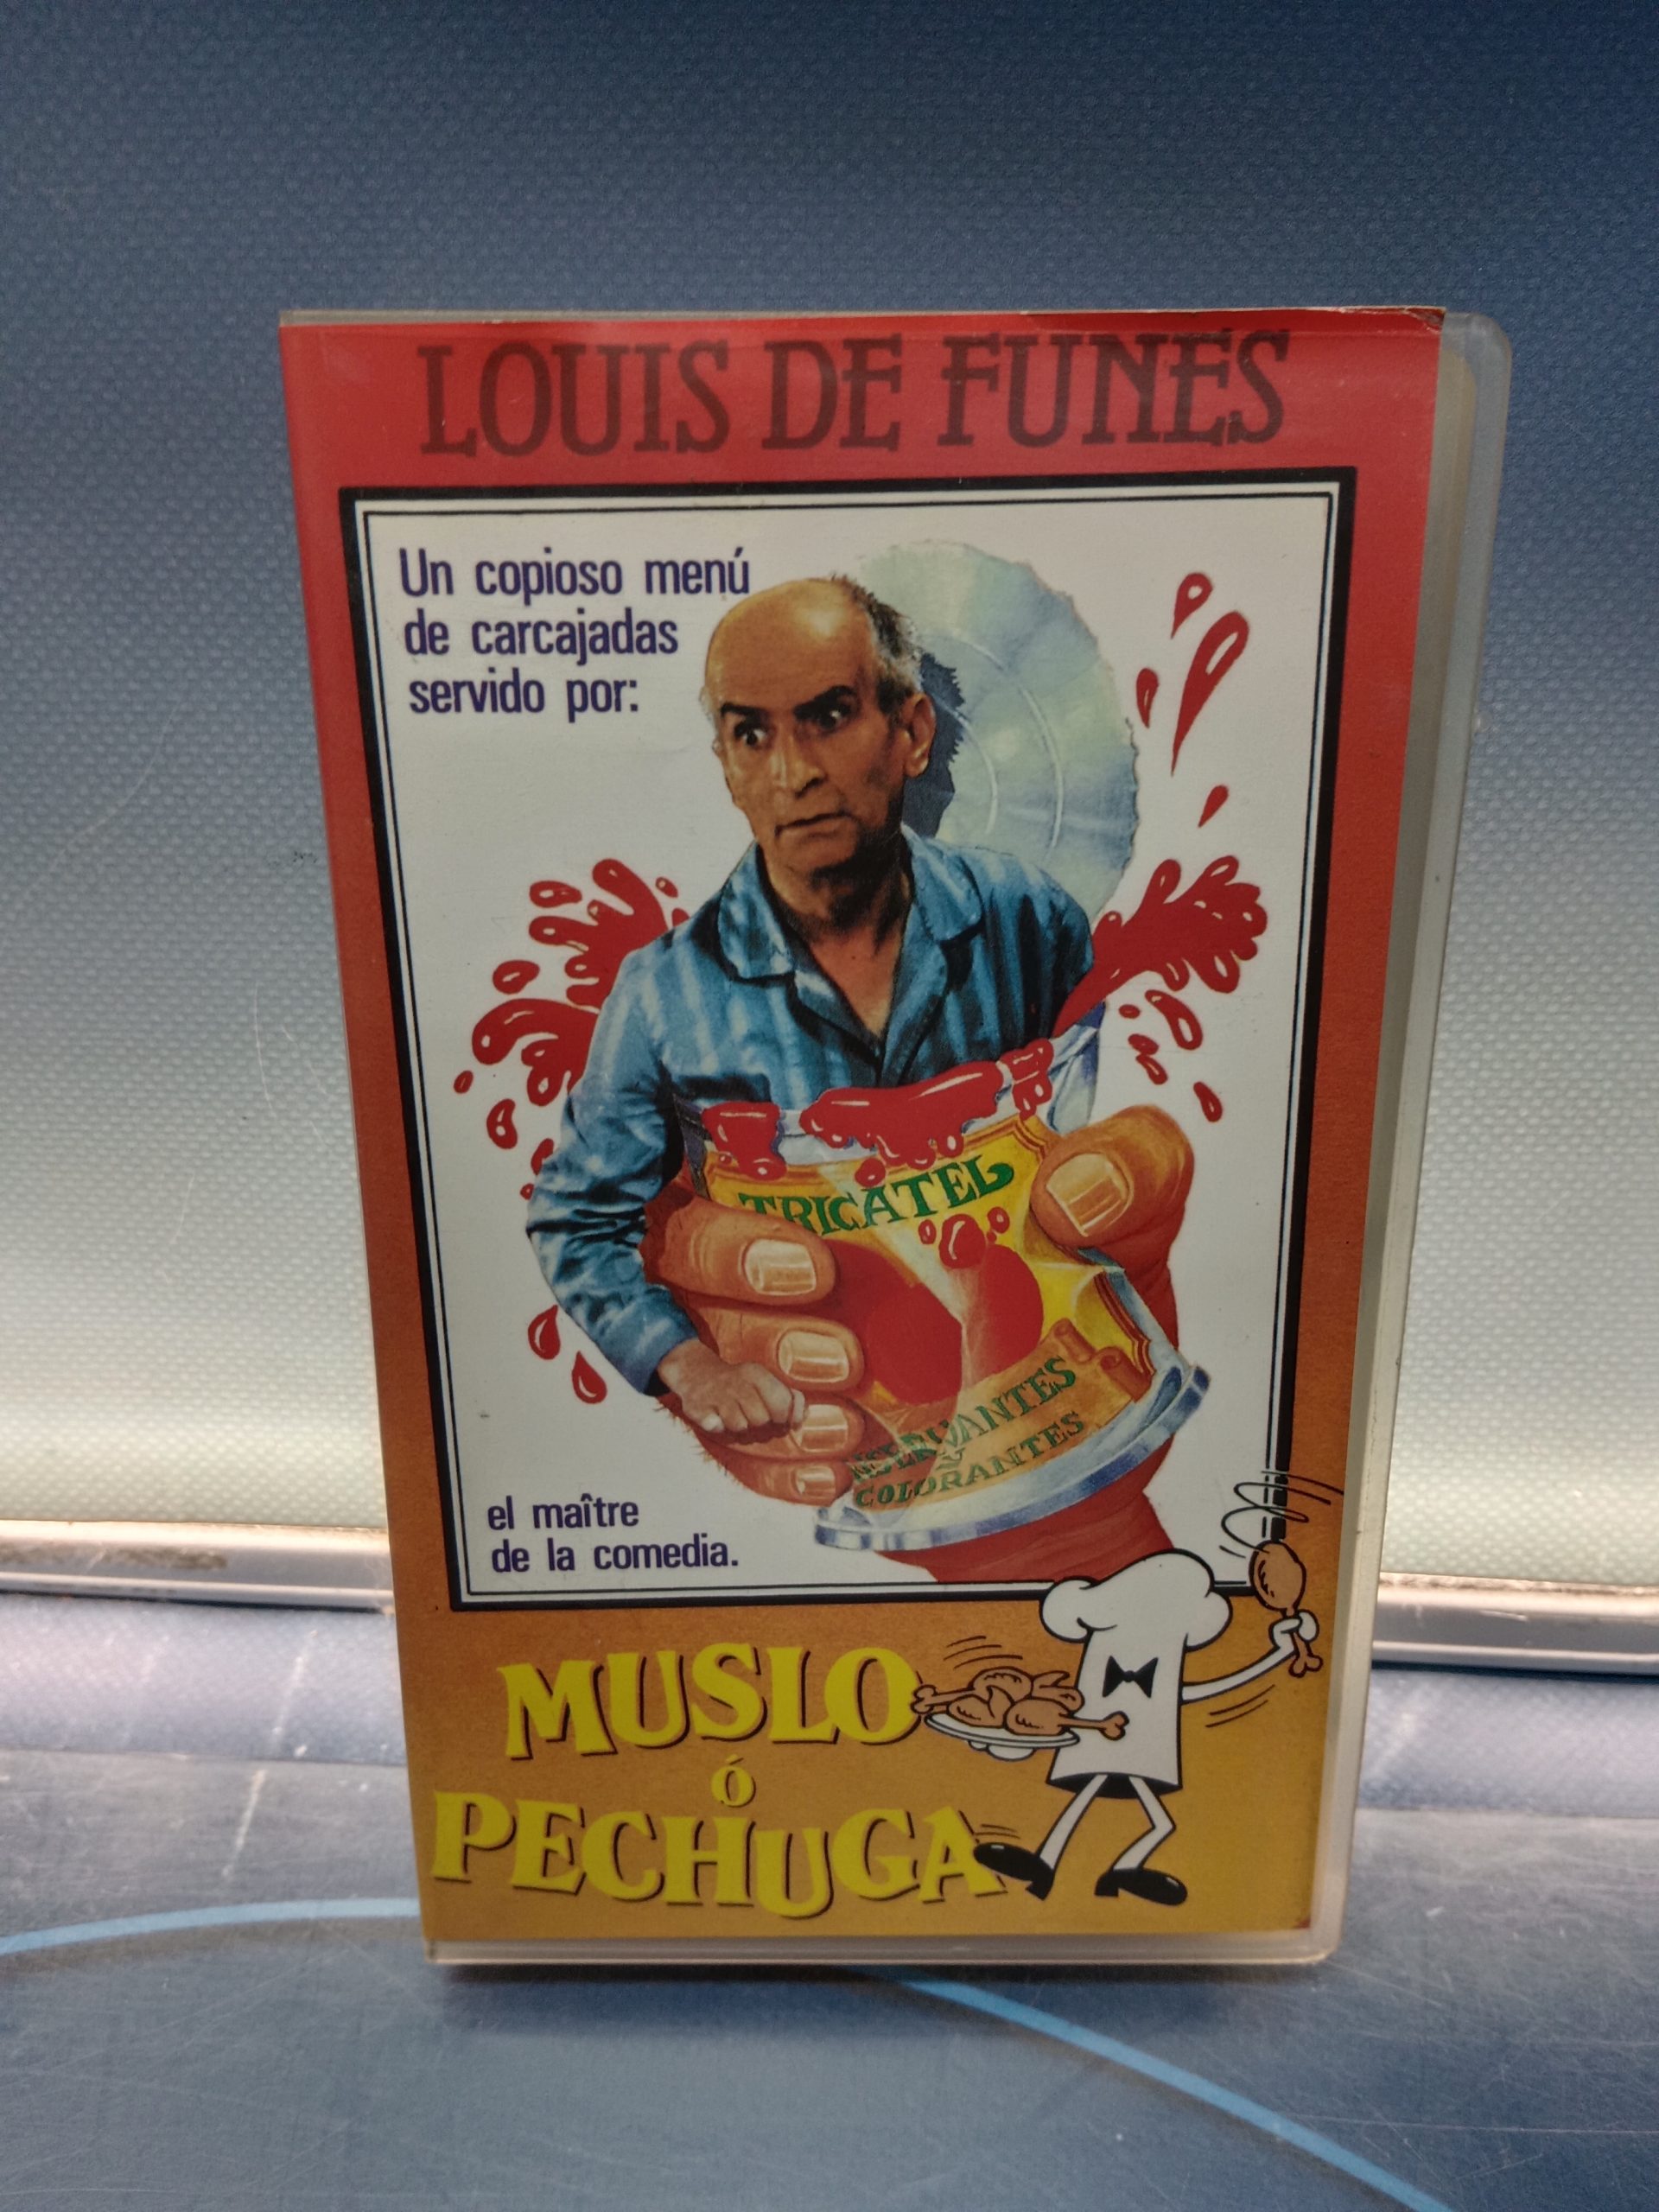 LOUIS DE FUNES
Un copioso menú
de carcajadas
servido por:
TRICATEL
NSERVANTES
Y
COLORANTES
el maître
de la comedia.
MUSLO
ó
PECHUGA